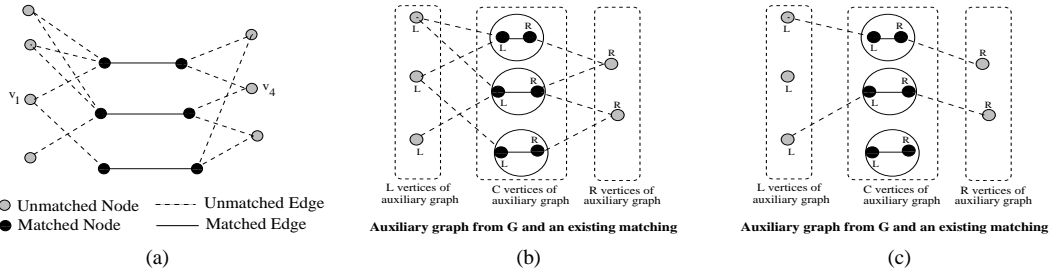 v1
v4
Unmatched Node
Unmatched Edge
Matched Node
Matched Edge
(a)
L
L
R
R
L
L
R
R
L
L
R
L vertices of
auxiliary graph
C vertices of
auxiliary graph
R vertices of
auxiliary graph
Auxiliary graph from G and an existing matching
(b)
L
L
R
R
L
L
R
R
L
L
R
L vertices of
auxiliary graph
C vertices of
auxiliary graph
R vertices of
auxiliary graph
Auxiliary graph from G and an existing matching
(c)